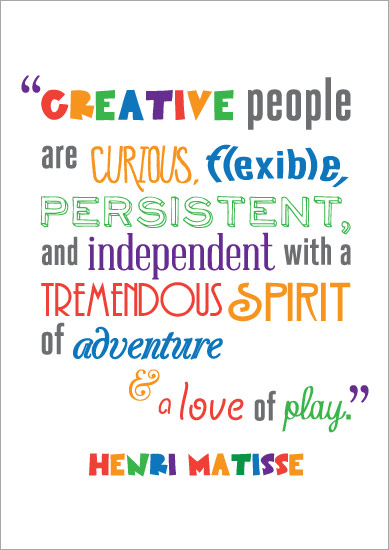 “CREATIVE people
are CURIOUS, flexible,
PERSISTENT,
and independent with a
TREMENDOUS SPIRIT
of adventure
& a love of play.”
HENRI MATISSE